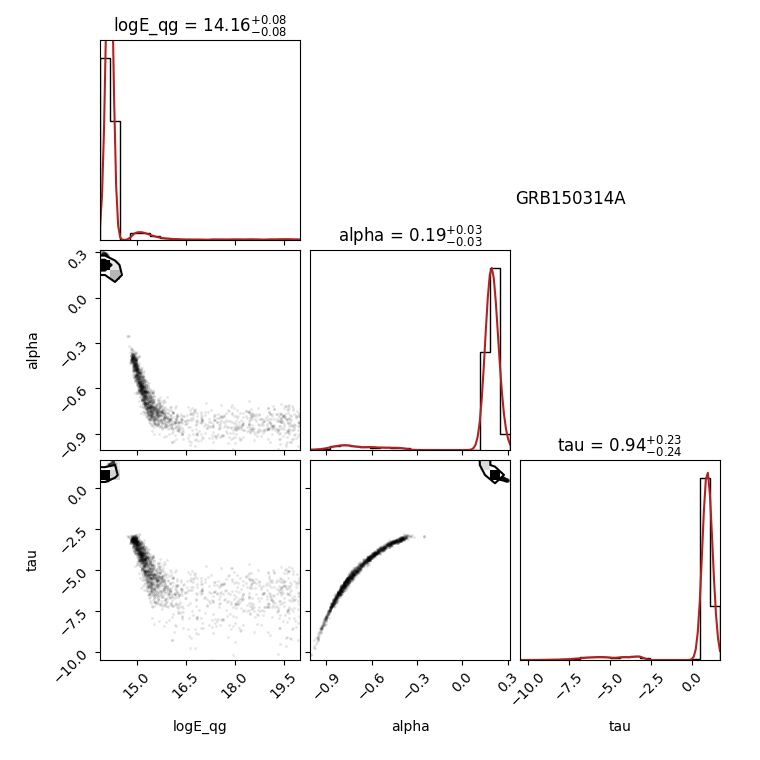 logE_qg = 14.16+0.08 −0.08
GRB150314A
alpha = 0.19+0.03 −0.03
0.3
0.0
−0.3
−0.6
−0.9
alpha
tau = 0.94+0.23 −0.24
0.0
−2.5
−5.0
−7.5
−10.0
tau
15.0 16.5 18.0 19.5
−0.9 −0.6 −0.3 0.0 0.3
−10.0 −7.5 −5.0 −2.5 0.0
logE_qg alpha tau